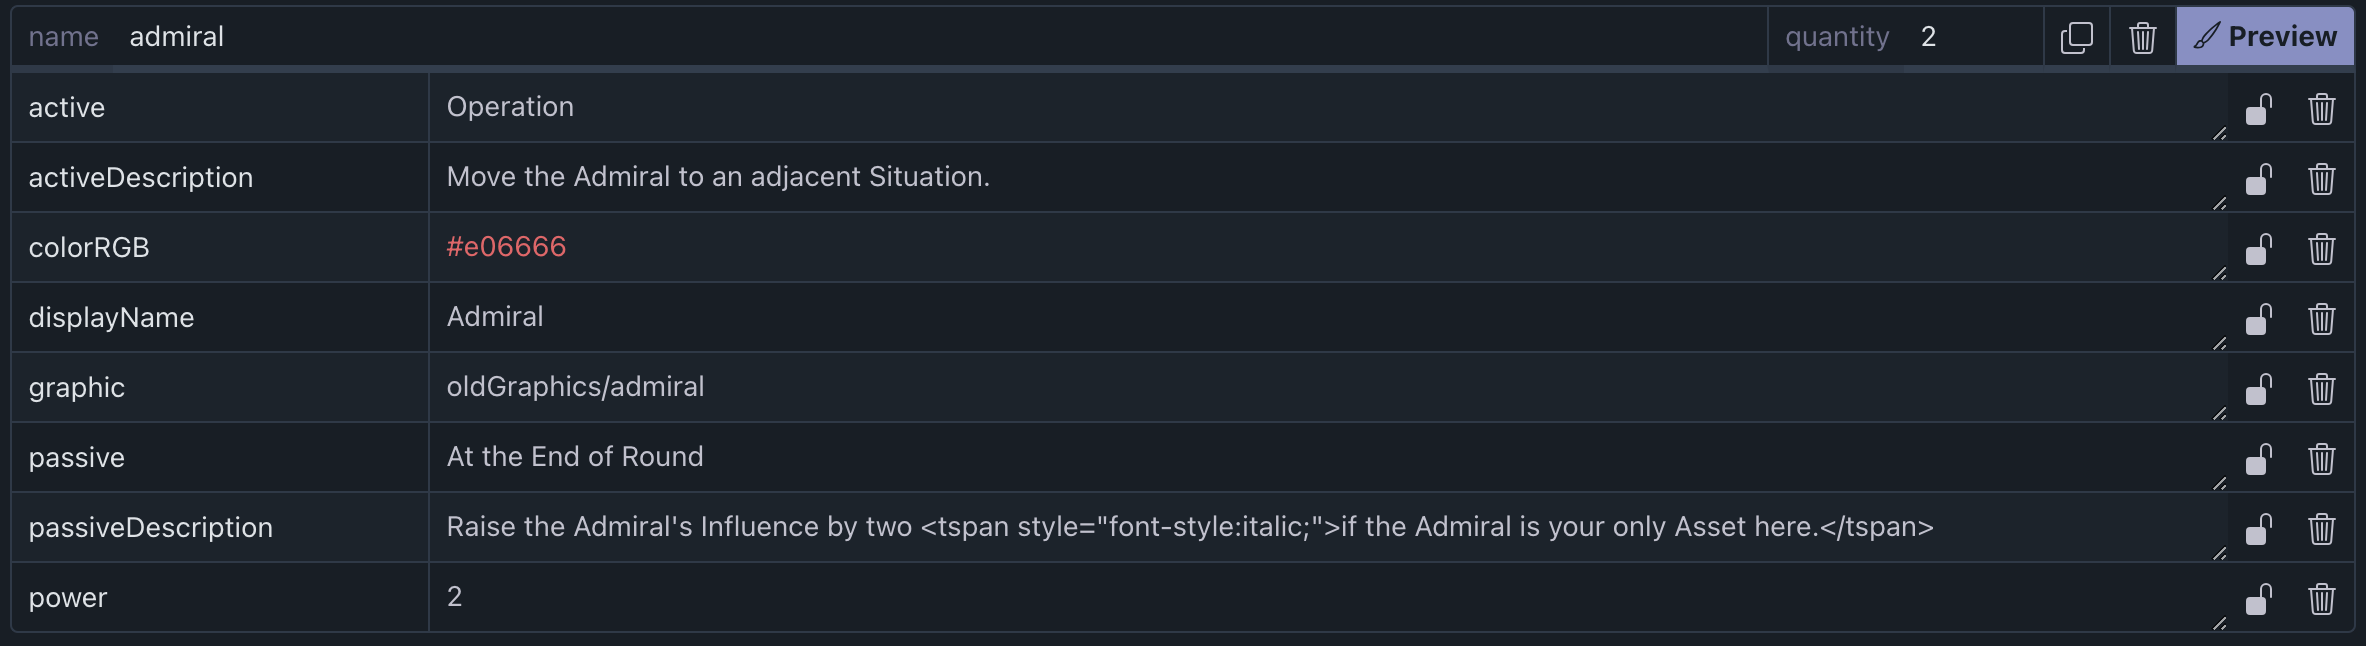 name admiral quantity 2 Preview
active Operation
activeDescription Move the Admiral to an adjacent Situation.
colorRGB #e06666
displayName Admiral
graphic oldGraphics/admiral
passive At the End of Round
passiveDescription Raise the Admiral's Influence by two <tspan style="font-style:italic;">if the Admiral is your only Asset here.</tspan>
power 2